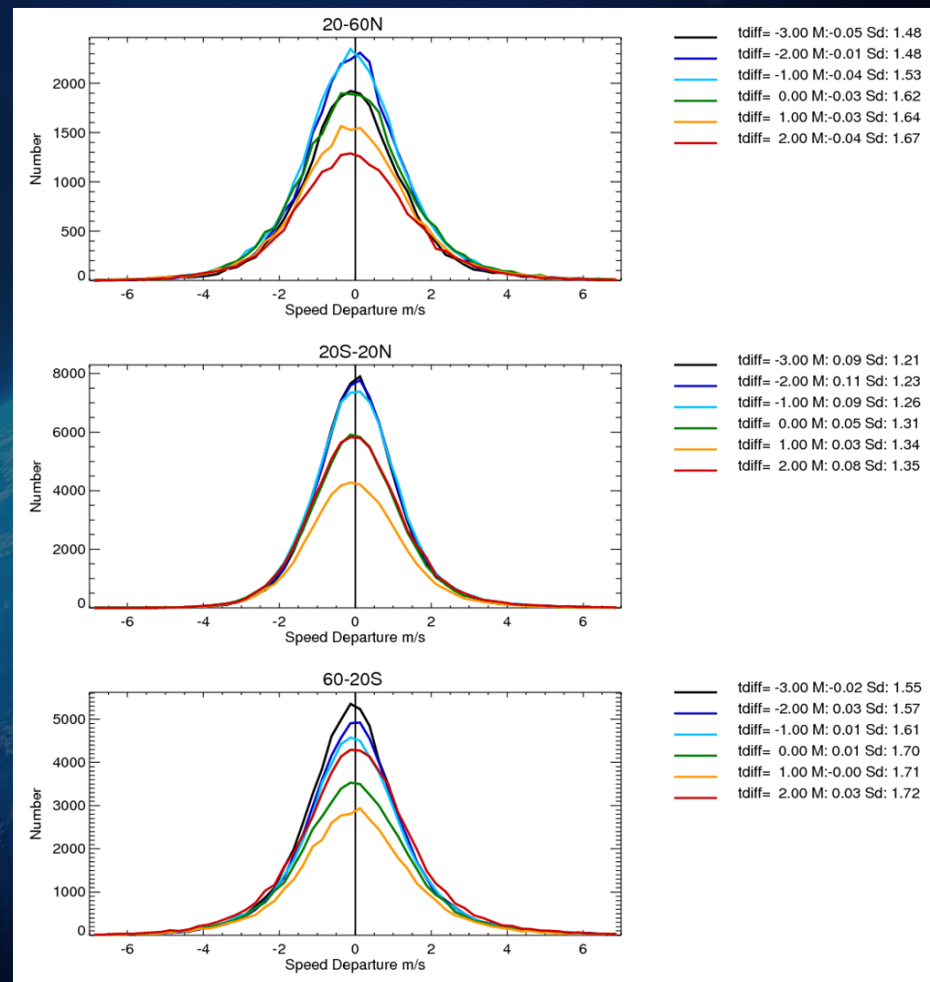 20-60N
tdiff= -3.00 M:-0.05 Sd: 1.48
tdiff= -2.00 M:-0.01 Sd: 1.48
tdiff= -1.00 M:-0.04 Sd: 1.53
tdiff= 0.00 M:-0.03 Sd: 1.62
tdiff= 1.00 M:-0.03 Sd: 1.64
tdiff= 2.00 M:-0.04 Sd: 1.67
Number
2000
1500
1000
500
0
-6 -4 -2 0 2 4 6
Speed Departure m/s
20S-20N
tdiff= -3.00 M: 0.09 Sd: 1.21
tdiff= -2.00 M: 0.11 Sd: 1.23
tdiff= -1.00 M: 0.09 Sd: 1.26
tdiff= 0.00 M: 0.05 Sd: 1.31
tdiff= 1.00 M: 0.03 Sd: 1.34
tdiff= 2.00 M: 0.08 Sd: 1.35
Number
8000
6000
4000
2000
0
-6 -4 -2 0 2 4 6
Speed Departure m/s
60-20S
tdiff= -3.00 M:-0.02 Sd: 1.55
tdiff= -2.00 M: 0.03 Sd: 1.57
tdiff= -1.00 M: 0.01 Sd: 1.61
tdiff= 0.00 M: 0.01 Sd: 1.70
tdiff= 1.00 M:-0.00 Sd: 1.71
tdiff= 2.00 M: 0.03 Sd: 1.72
Number
5000
4000
3000
2000
1000
0
-6 -4 -2 0 2 4 6
Speed Departure m/s